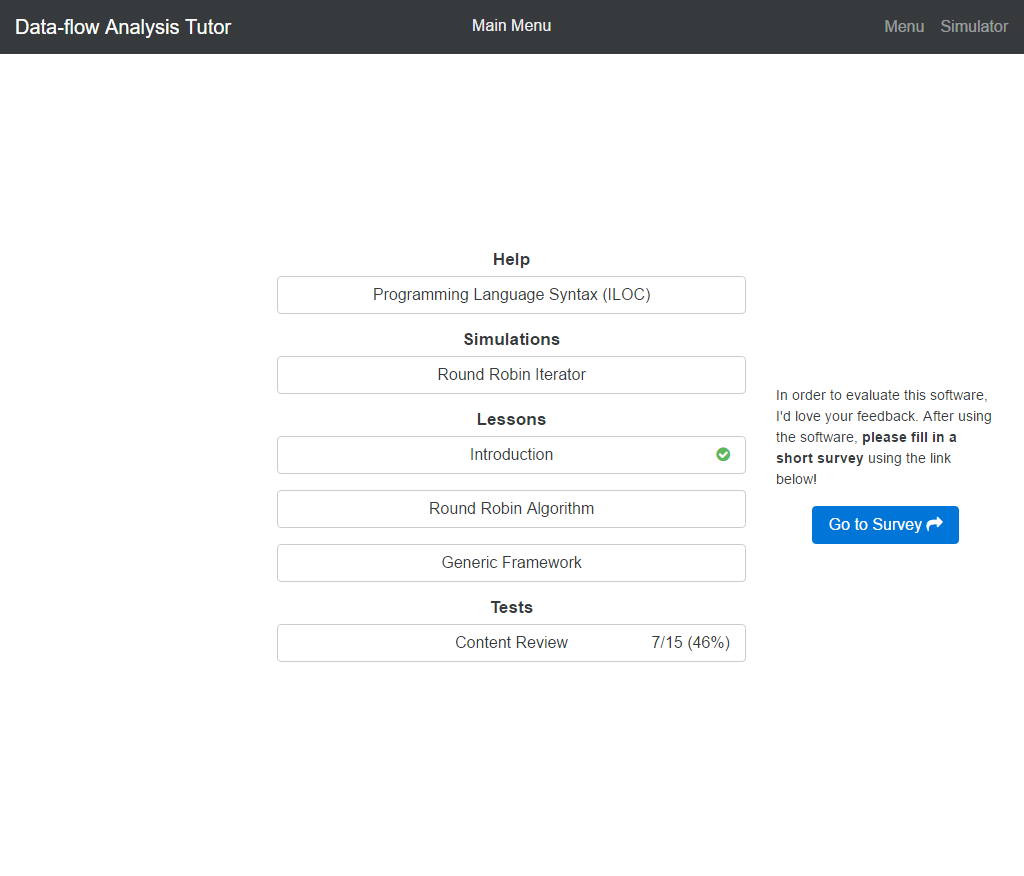 Data-flow Analysis Tutor
Main Menu
Menu
Simulator
Help
Programming Language Syntax (ILOC)
Simulations
Round Robin Iterator
Lessons
Introduction
Round Robin Algorithm
Generic Framework
Tests
Content Review 7/15 (46%)
In order to evaluate this software,
I'd love your feedback. After using
the software, please fill in a
short survey using the link
below!
Go to Survey